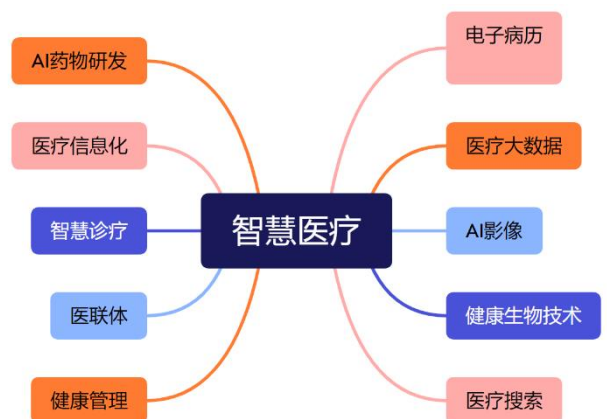 AI药物研发
医疗信息化
智慧诊疗
医联体
健康管理
智慧医疗
电子病历
医疗大数据
AI影像
健康生物技术
医疗搜索